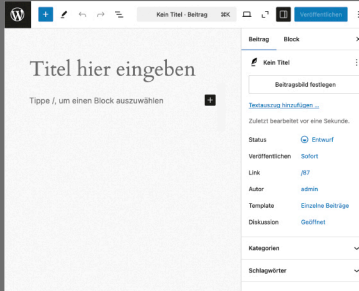 Kein Titel · Beitrag ⌘K
Veröffentlichen
Beitrag Block
Titel hier eingeben
Kein Titel
Tippe /, um einen Block auszuwählen
Beitragsbild festlegen
Textauszug hinzufügen ...
Zuletzt bearbeitet vor eine Sekunde.
Status Entwurf
Veröffentlichen Sofort
Link /87
Autor admin
Template Einzelne Beiträge
Diskussion Geöffnet
Kategorien
Schlagwörter